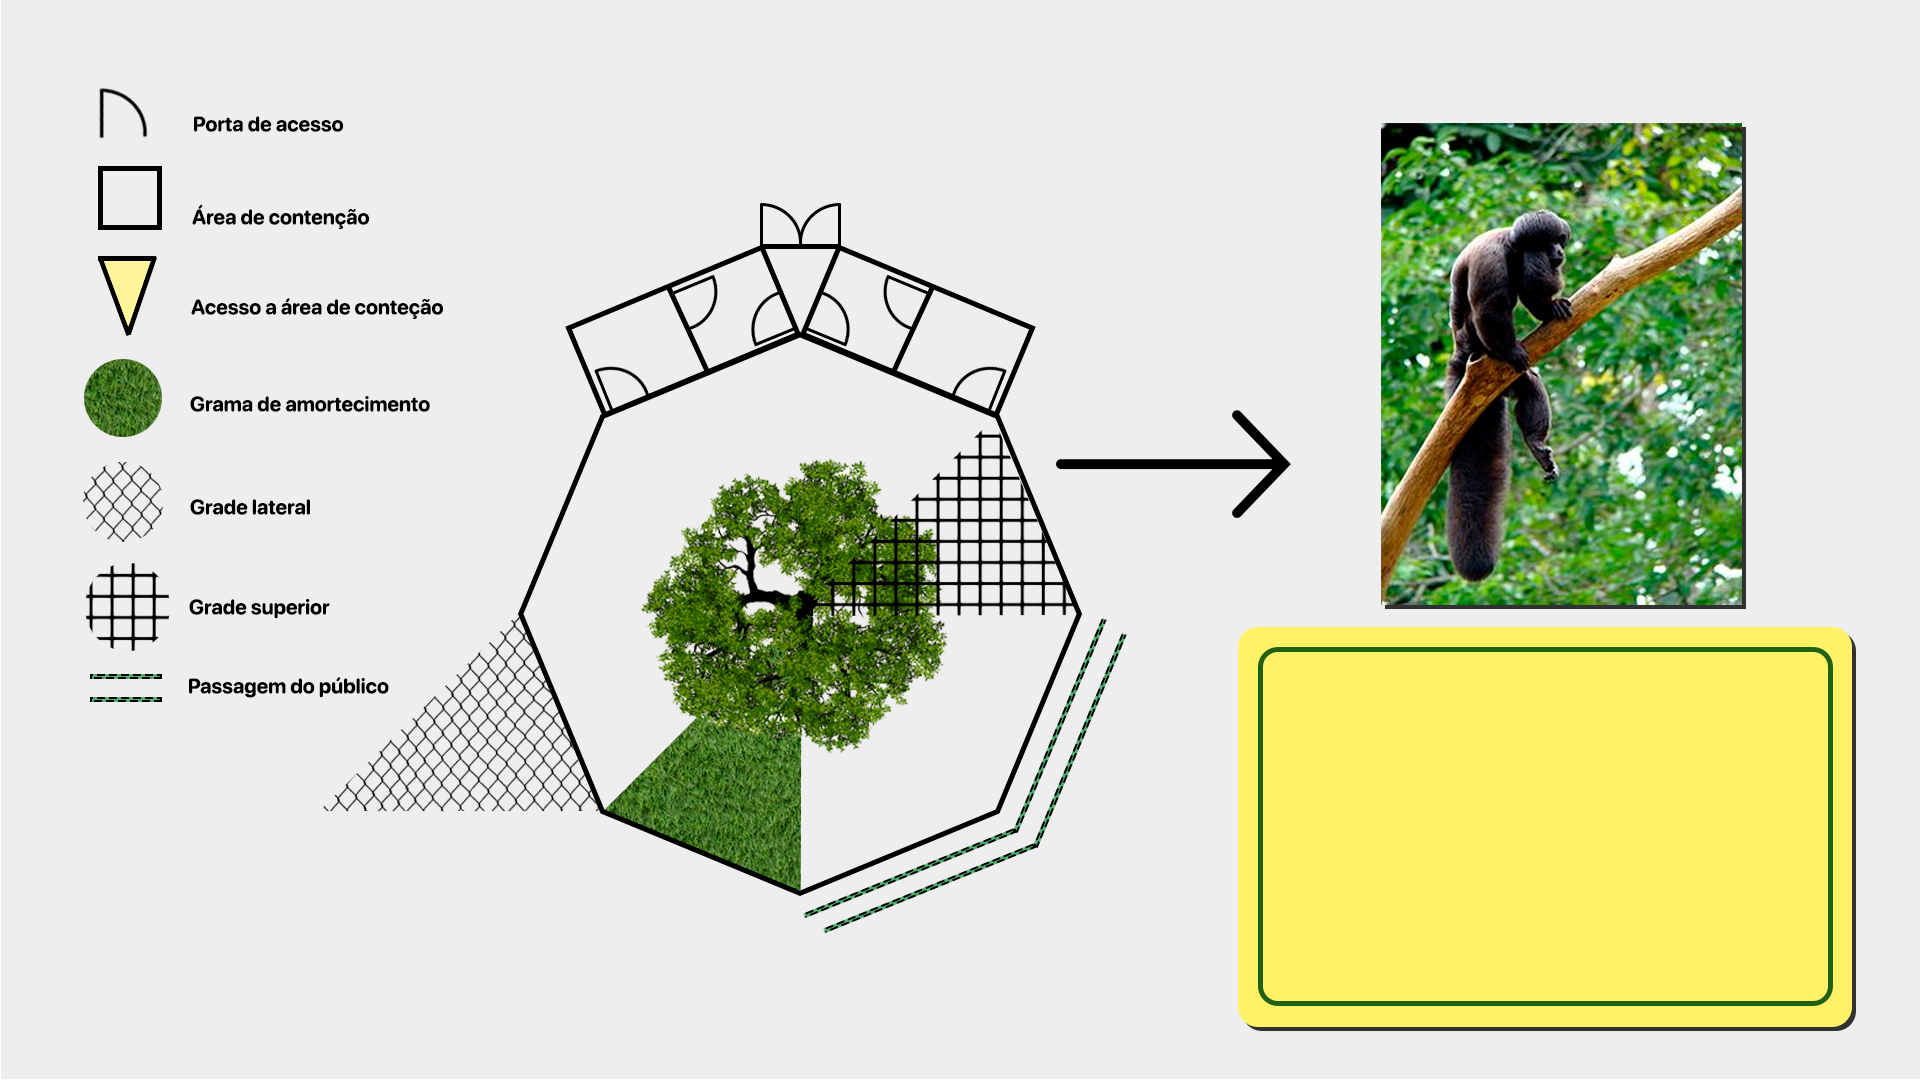 Porta de acesso
Área de contenção
Acesso a área de conteção
Grama de amortecimento
Grade lateral
Grade superior
Passagem do público